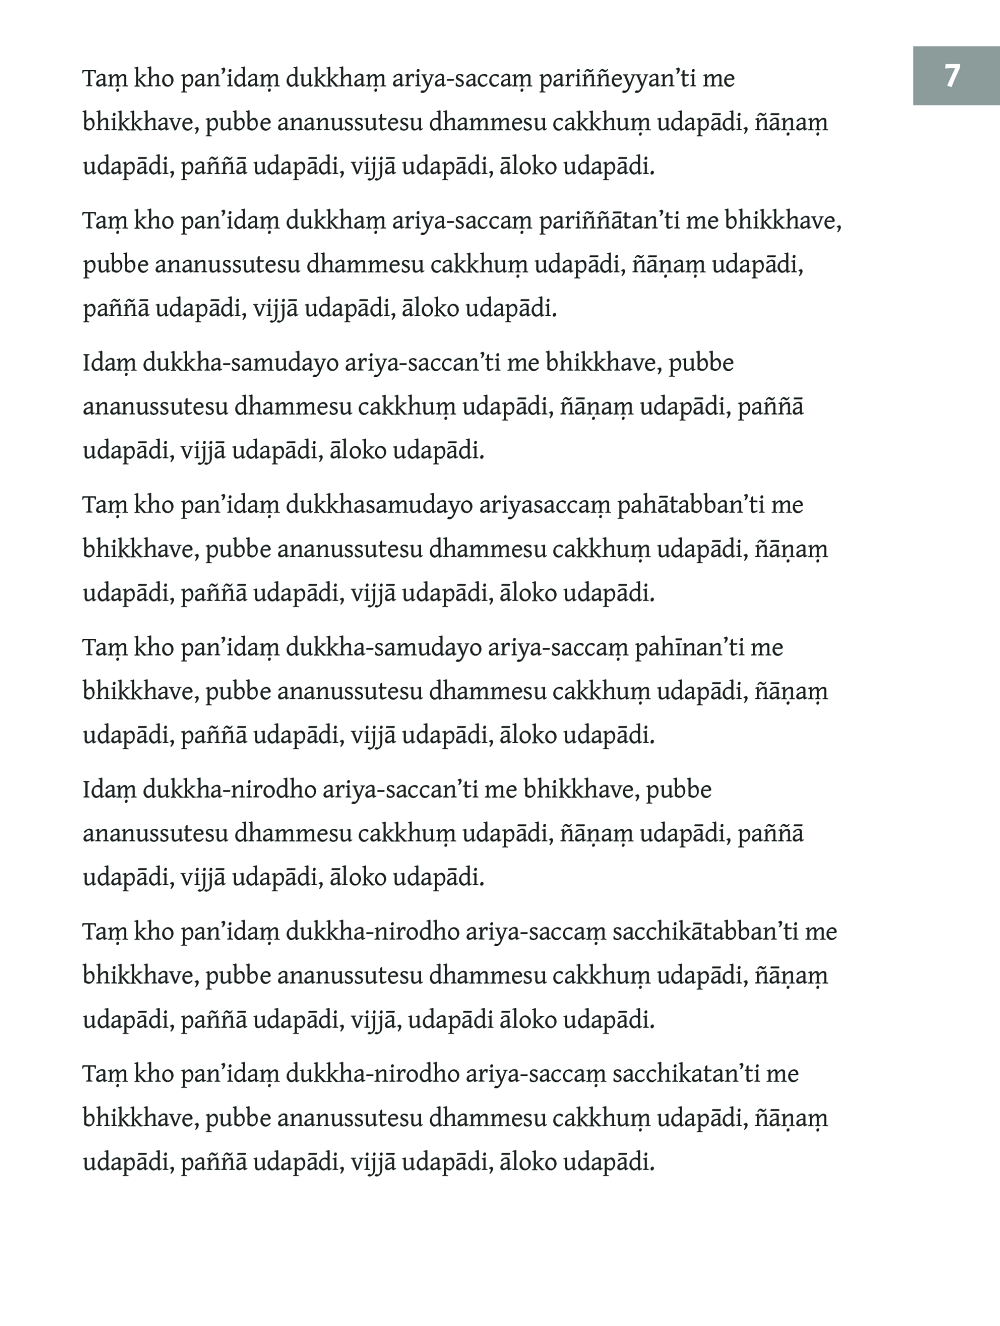 7
Taṃ kho pan’idaṃ dukkhaṃ ariya-saccaṃ pariññeyyan’ti me
bhikkhave, pubbe ananussutesu dhammesu cakkhuṃ udapādi, ñāṇaṃ
udapādi, paññā udapādi, vijjā udapādi, āloko udapādi.
Taṃ kho pan’idaṃ dukkhaṃ ariya-saccaṃ pariññātan’ti me bhikkhave,
pubbe ananussutesu dhammesu cakkhuṃ udapādi, ñāṇaṃ udapādi,
paññā udapādi, vijjā udapādi, āloko udapādi.
Idaṃ dukkha-samudayo ariya-saccan’ti me bhikkhave, pubbe
ananussutesu dhammesu cakkhuṃ udapādi, ñāṇaṃ udapādi, paññā
udapādi, vijjā udapādi, āloko udapādi.
Taṃ kho pan’idaṃ dukkhasamudayo ariyasaccaṃ pahātabban’ti me
bhikkhave, pubbe ananussutesu dhammesu cakkhuṃ udapādi, ñāṇaṃ
udapādi, paññā udapādi, vijjā udapādi, āloko udapādi.
Taṃ kho pan’idaṃ dukkha-samudayo ariya-saccaṃ pahīnan’ti me
bhikkhave, pubbe ananussutesu dhammesu cakkhuṃ udapādi, ñāṇaṃ
udapādi, paññā udapādi, vijjā udapādi, āloko udapādi.
Idaṃ dukkha-nirodho ariya-saccan’ti me bhikkhave, pubbe
ananussutesu dhammesu cakkhuṃ udapādi, ñāṇaṃ udapādi, paññā
udapādi, vijjā udapādi, āloko udapādi.
Taṃ kho pan’idaṃ dukkha-nirodho ariya-saccaṃ sacchikātabban’ti me
bhikkhave, pubbe ananussutesu dhammesu cakkhuṃ udapādi, ñāṇaṃ
udapādi, paññā udapādi, vijjā, udapādi āloko udapādi.
Taṃ kho pan’idaṃ dukkha-nirodho ariya-saccaṃ sacchikatan’ti me
bhikkhave, pubbe ananussutesu dhammesu cakkhuṃ udapādi, ñāṇaṃ
udapādi, paññā udapādi, vijjā udapādi, āloko udapādi.